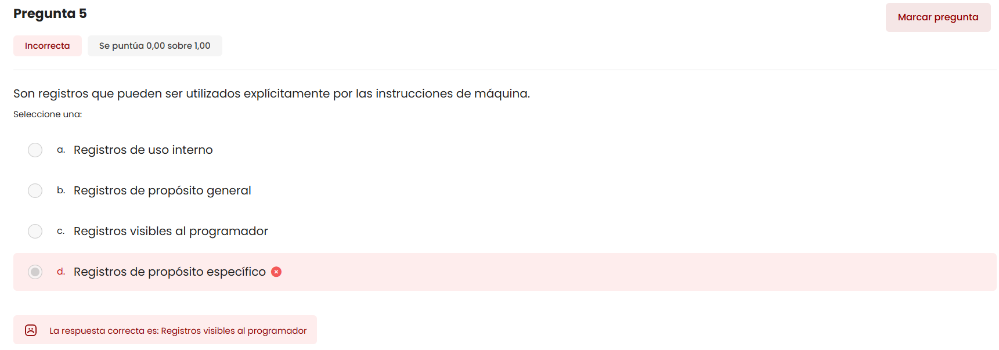 Pregunta 5
Marcar pregunta
Incorrecta
Se puntúa 0,00 sobre 1,00
Son registros que pueden ser utilizados explícitamente por las instrucciones de máquina.
Seleccione una:
a. Registros de uso interno
b. Registros de propósito general
c. Registros visibles al programador
d. Registros de propósito específico
La respuesta correcta es: Registros visibles al programador